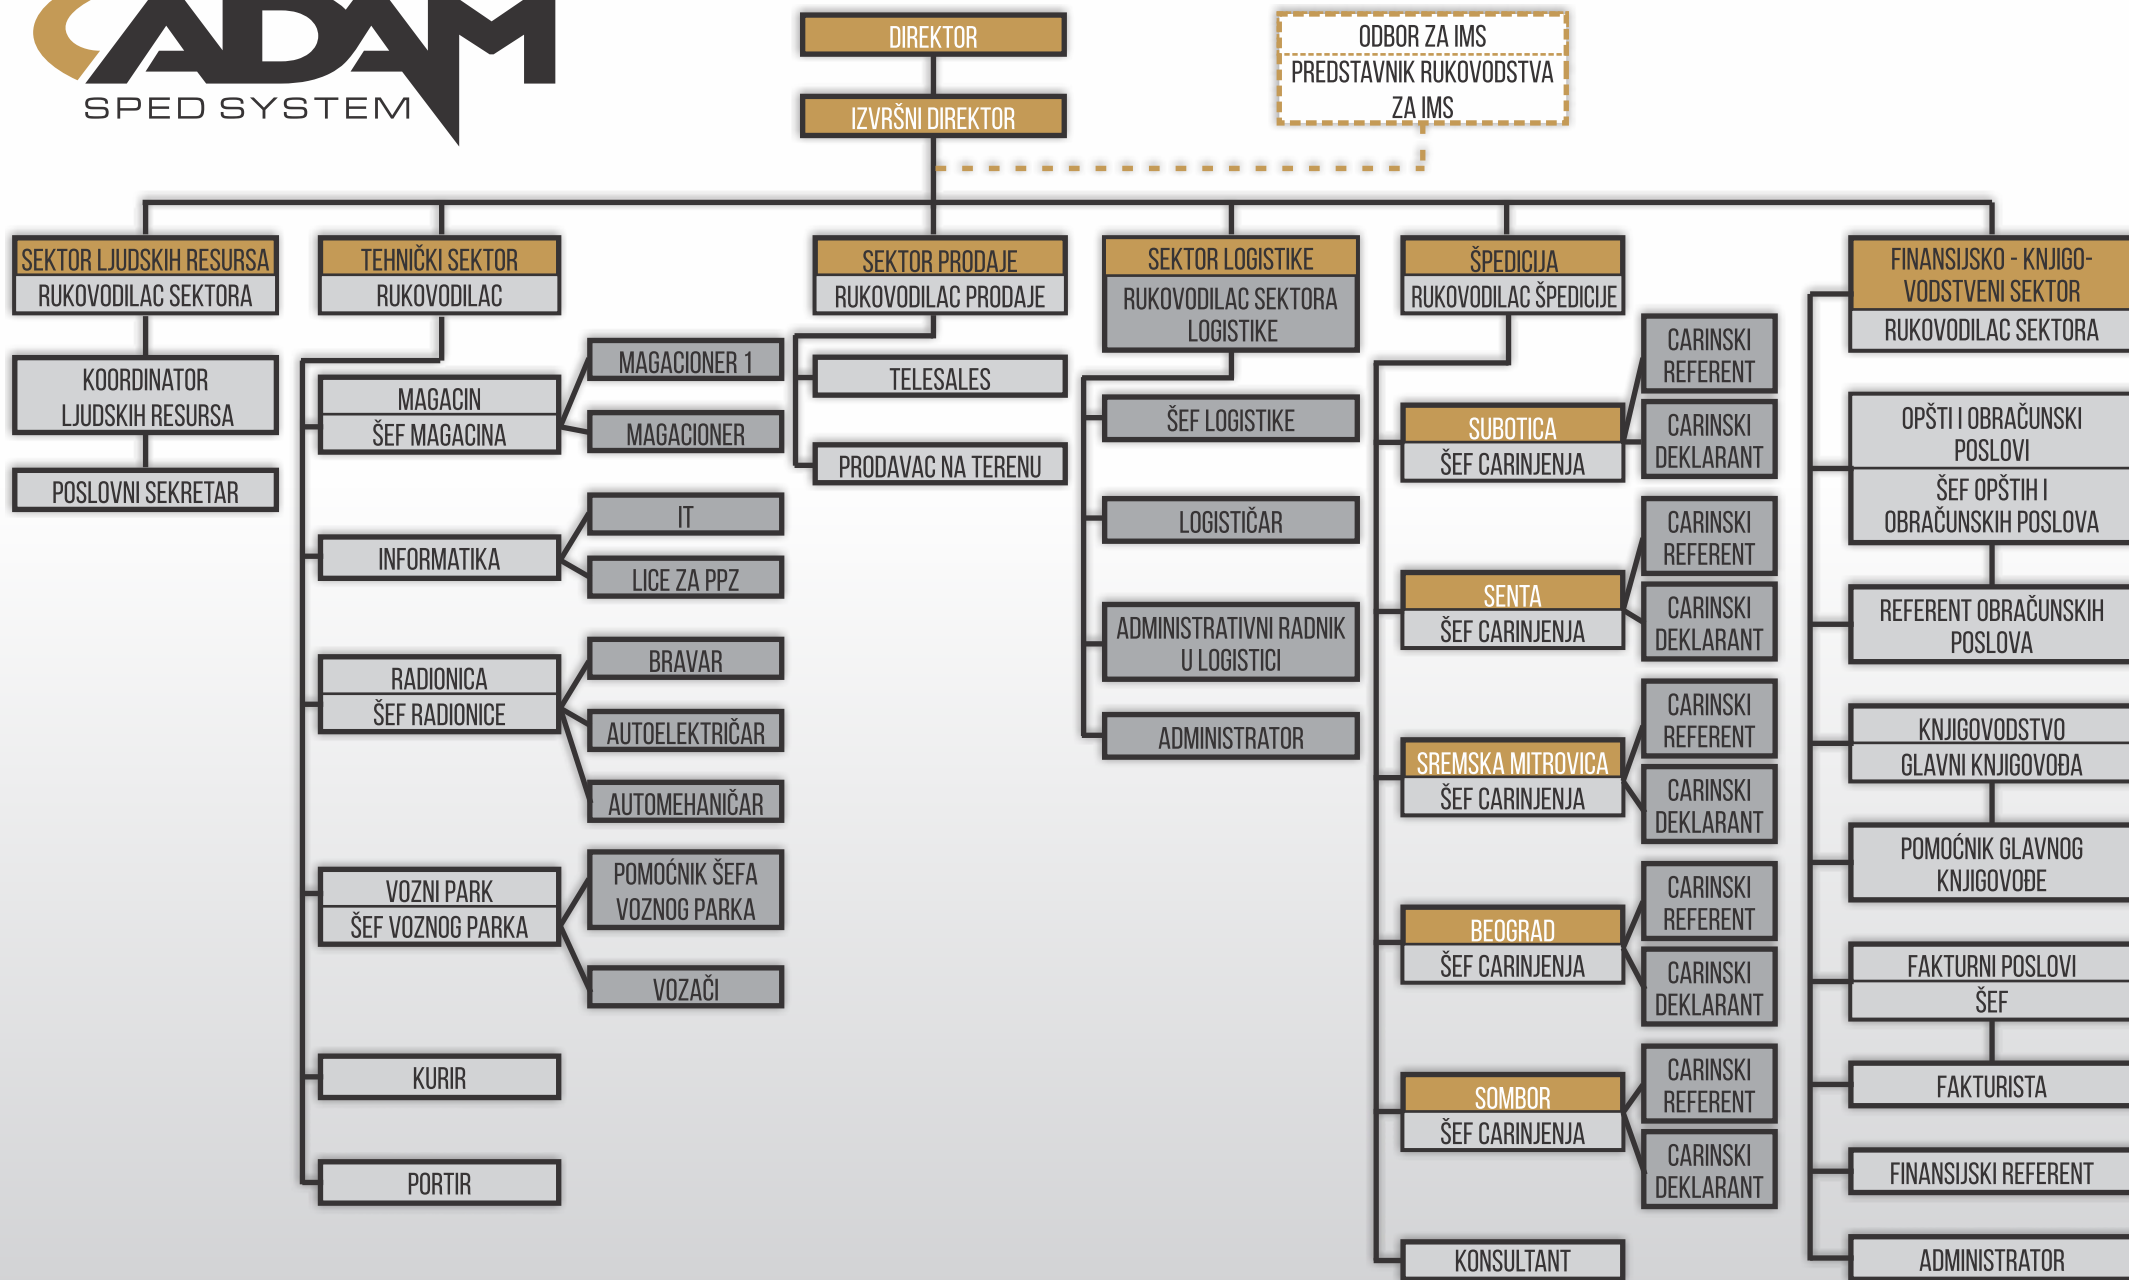 ADAM
SPED SYSTEM
DIREKTOR
IZVRŠNI DIREKTOR
ODBOR ZA IMS
PREDSTAVNIK RUKOVODSTVA
ZA IMS
SEKTOR LJUDSKIH RESURSA
RUKOVODILAC SEKTORA
KOORDINATOR
LJUDSKIH RESURSA
POSLOVNI SEKRETAR
TEHNIČKI SEKTOR
RUKOVODILAC
MAGACIN
ŠEF MAGACINA
MAGACIONER 1
MAGACIONER
INFORMATIKA
IT
LICE ZA PPZ
RADIONICA
ŠEF RADIONICE
BRAVAR
AUTOELEKTRIČAR
AUTOMEHANIČAR
VOZNI PARK
ŠEF VOZNOG PARKA
POMOĆNIK ŠEFA
VOZNOG PARKA
VOZAČI
KURIR
PORTIR
SEKTOR PRODAJE
RUKOVODILAC PRODAJE
TELESALES
PRODAVAC NA TERENU
SEKTOR LOGISTIKE
RUKOVODILAC SEKTORA
LOGISTIKE
ŠEF LOGISTIKE
LOGISTIČAR
ADMINISTRATIVNI RADNIK
U LOGISTICI
ADMINISTRATOR
ŠPEDICIJA
RUKOVODILAC ŠPEDICIJE
SUBOTICA
ŠEF CARINJENJA
CARINSKI
REFERENT
CARINSKI
DEKLARANT
SENTA
ŠEF CARINJENJA
CARINSKI
REFERENT
CARINSKI
DEKLARANT
SREMSKA MITROVICA
ŠEF CARINJENJA
CARINSKI
REFERENT
CARINSKI
DEKLARANT
BEOGRAD
ŠEF CARINJENJA
CARINSKI
REFERENT
CARINSKI
DEKLARANT
SOMBOR
ŠEF CARINJENJA
CARINSKI
REFERENT
CARINSKI
DEKLARANT
KONSULTANT
FINANSIJSKO - KNJIGO-
VODSTVENI SEKTOR
RUKOVODILAC SEKTORA
OPŠTI I OBRAČUNSKI
POSLOVI
ŠEF OPŠTIH I
OBRAČUNSKIH POSLOVA
REFERENT OBRAČUNSKIH
POSLOVA
KNJIGOVODSTVO
GLAVNI KNJIGOVOĐA
POMOĆNIK GLAVNOG
KNJIGOVOĐE
FAKTURNI POSLOVI
ŠEF
FAKTURISTA
FINANSIJSKI REFERENT
ADMINISTRATOR